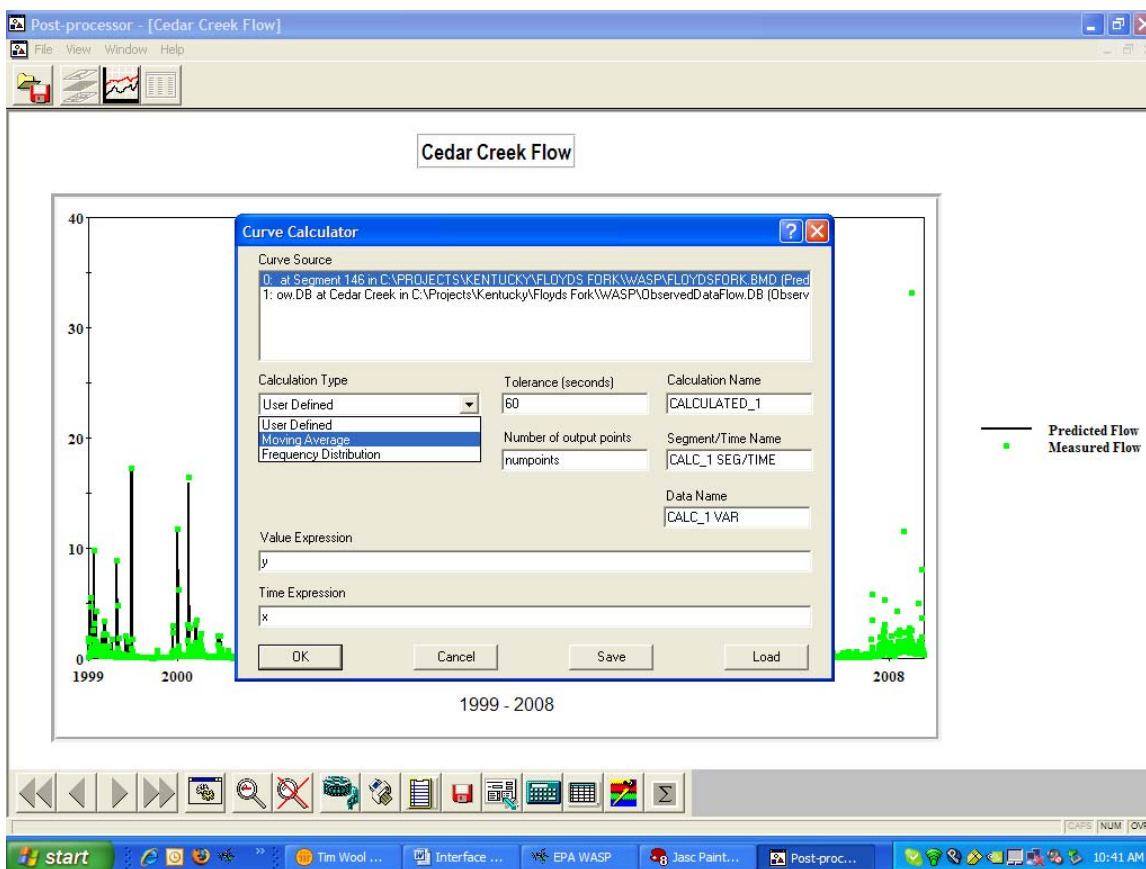 Post-processor - [Cedar Creek Flow]
File View Window Help
Cedar Creek Flow
40
30
20
10
0
1999
2000
2008
1999 - 2008
Predicted Flow
Measured Flow
Curve Calculator
Curve Source
0: at Segment 146 in C:\PROJECTS\KENTUCKY\FLOYDS FORK\WASP\FLOYDSFORK.BMD (Pred
1: ow.DB at Cedar Creek in C:\Projects\Kentucky\Floyds Fork\WASP\ObservedDataFlow.DB (Observ
Calculation Type
User Defined
User Defined
Moving Average
Frequency Distribution
Tolerance (seconds)
60
Calculation Name
CALCULATED_1
Number of output points
numpoints
Segment/Time Name
CALC_1 SEG/TIME
Data Name
CALC_1 VAR
Value Expression
y
Time Expression
x
OK
Cancel
Save
Load
CAPS NUM OVR
start
Tim Wool ...
Interface ...
EPA WASP
Jasc Paint...
Post-proc...
10:41 AM